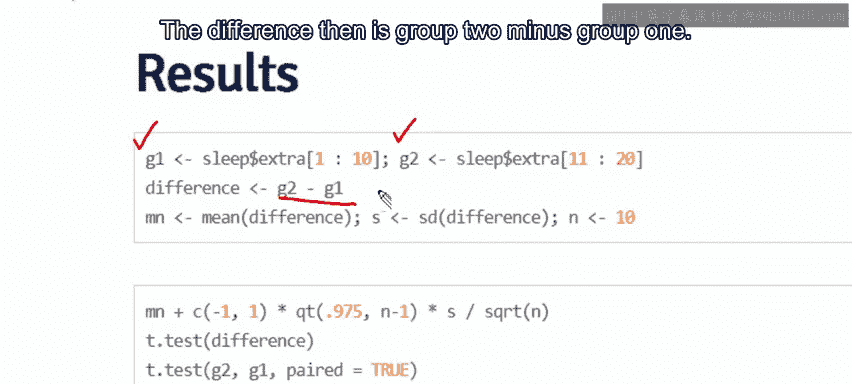 The difference then is group two minus group one.
Results
g1 <- sleep$extra[1 : 10]; g2 <- sleep$extra[11 : 20]
difference <- g2 - g1
mn <- mean(difference); s <- sd(difference); n <- 10
mn + c(-1, 1) * qt(.975, n-1) * s / sqrt(n)
t.test(difference)
t.test(g2, g1, paired = TRUE)